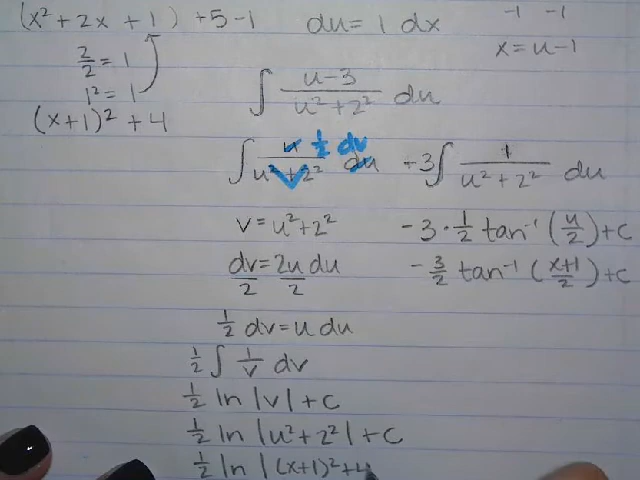 (x² + 2x + 1) + 5 - 1
2/2 = 1
1² = 1
(x+1)² + 4
du = 1 dx
-1 -1
x = u - 1
∫ (u-3)/(u² + 2²) du
∫ u/(u² + 2²) du ½ dv v - 3∫ 1/(u² + 2²) du
v = u² + 2²
dv/2 = 2u du/2
½ dv = u du
½ ∫ 1/v dv
½ ln |v| + c
½ ln |u² + 2²| + c
½ ln |(x+1)² + 4
-3 · ½ tan⁻¹ (u/2) + c
-3/2 tan⁻¹ (x+1/2) + c